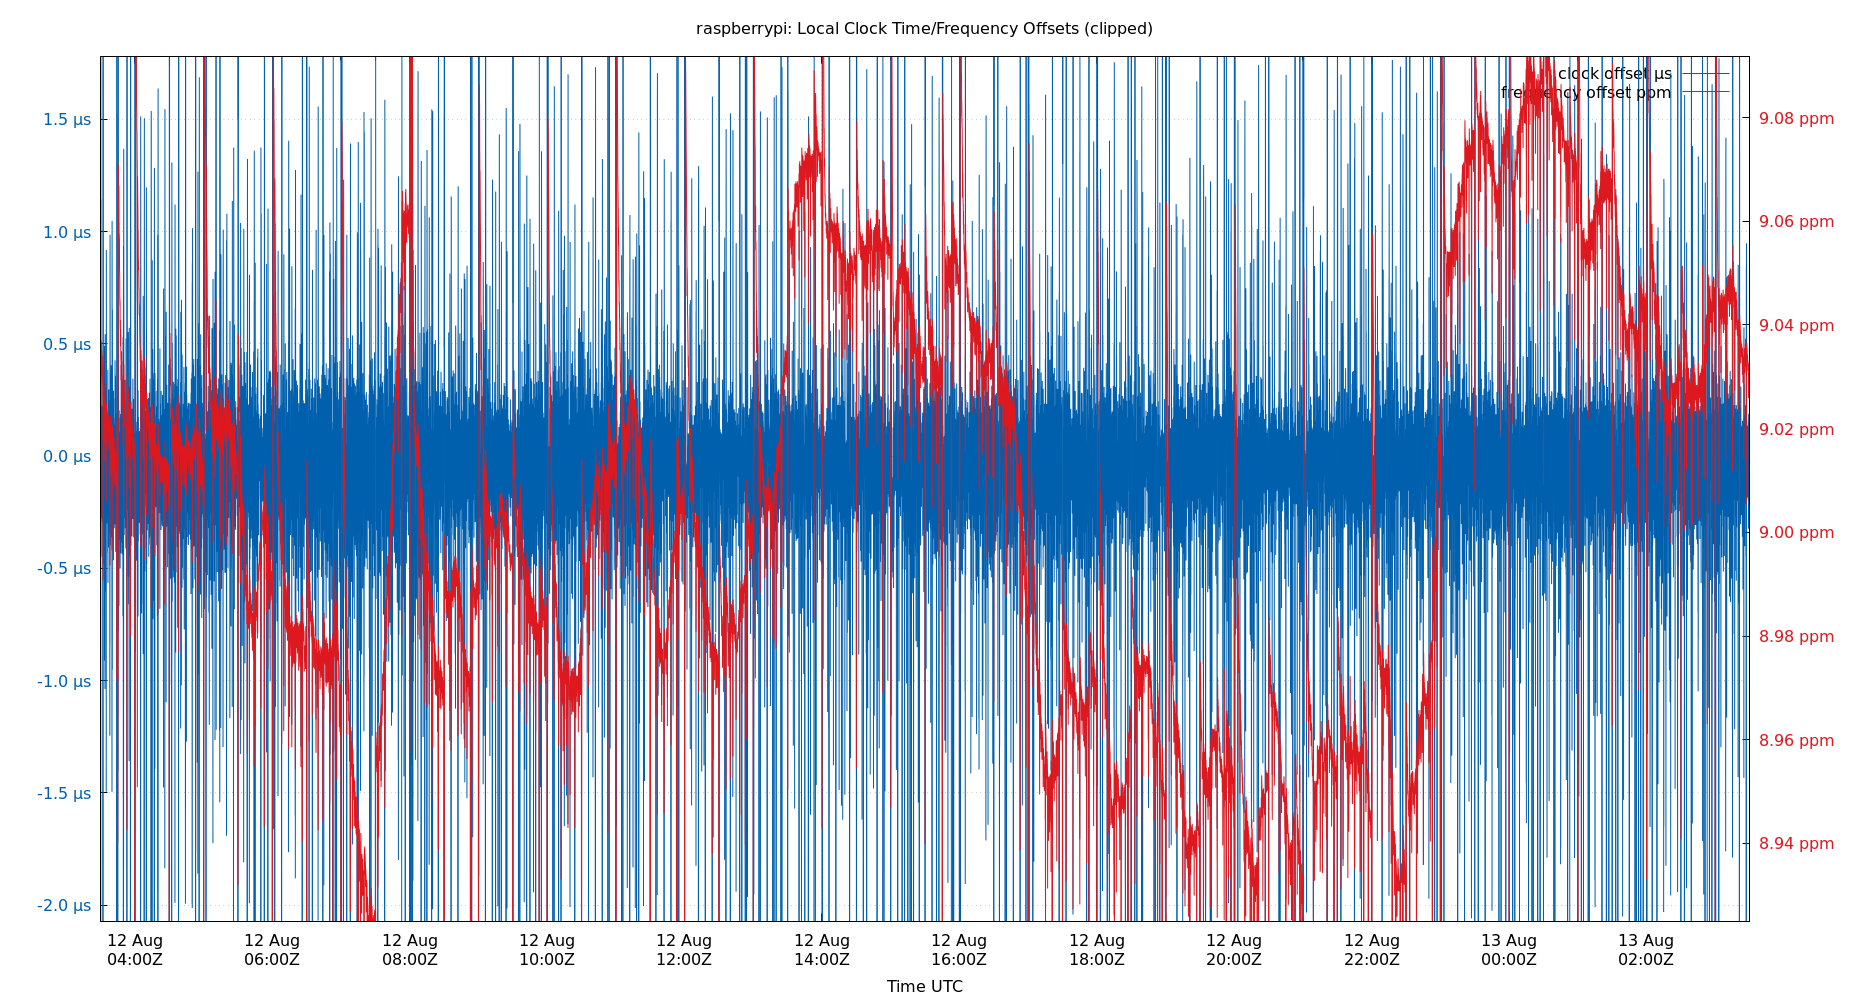 raspberrypi: Local Clock Time/Frequency Offsets (clipped)
clock offset µs
frequency offset ppm
1.5 µs
1.0 µs
0.5 µs
0.0 µs
-0.5 µs
-1.0 µs
-1.5 µs
-2.0 µs
9.08 ppm
9.06 ppm
9.04 ppm
9.02 ppm
9.00 ppm
8.98 ppm
8.96 ppm
8.94 ppm
12 Aug 12 Aug 12 Aug 12 Aug 12 Aug 12 Aug 12 Aug 12 Aug 12 Aug 12 Aug 13 Aug 13 Aug
04:00Z 06:00Z 08:00Z 10:00Z 12:00Z 14:00Z 16:00Z 18:00Z 20:00Z 22:00Z 00:00Z 02:00Z
Time UTC